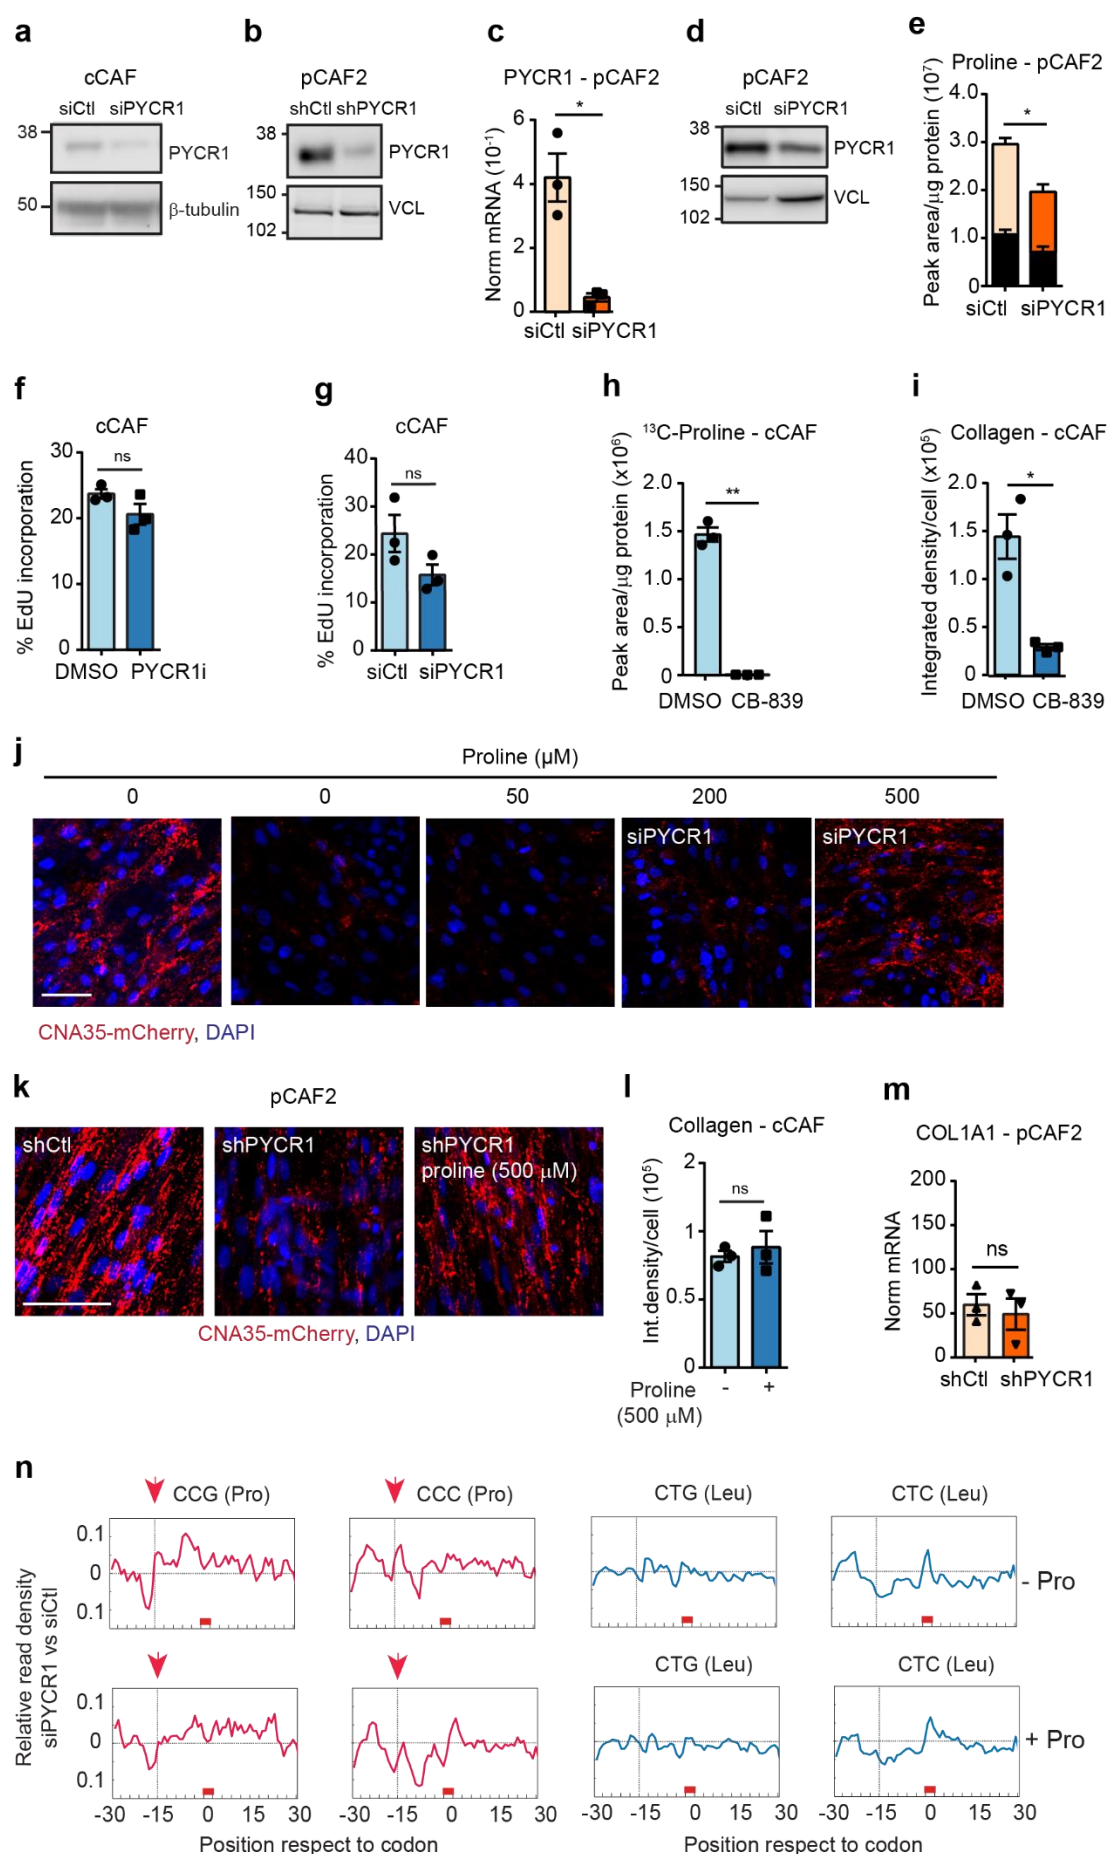 a
cCAF
siCtl siPYCR1
38
PYCR1
50
β-tubulin
b
pCAF2
shCtl shPYCR1
38
PYCR1
150
VCL
102
c
PYCR1 - pCAF2
*
Norm mRNA (10⁻¹)
6
4
2
0
siCtl siPYCR1
d
pCAF2
siCtl siPYCR1
38
PYCR1
150
VCL
102
e
Proline - pCAF2
*
Peak area/µg protein (10⁷)
4.0
3.0
2.0
1.0
0
siCtl siPYCR1
f
cCAF
ns
% EdU incorporation
30
20
10
0
DMSO PYCR1i
g
cCAF
ns
% EdU incorporation
40
30
20
10
0
siCtl siPYCR1
h
¹³C-Proline - cCAF
**
Peak area/µg protein (x10⁶)
2.0
1.5
1.0
0.5
0
DMSO CB-839
i
Collagen - cCAF
*
Integrated density/cell (x10⁵)
2.0
1.5
1.0
0.5
0
DMSO CB-839
j
Proline (µM)
0 0 50 200 500
siPYCR1 siPYCR1
CNA35-mCherry, DAPI
k
pCAF2
shCtl
shPYCR1
shPYCR1
proline (500 µM)
CNA35-mCherry, DAPI
l
Collagen - cCAF
ns
Int.density/cell (10⁵)
2
1
0.5
0
Proline - +
(500 µM)
m
COL1A1 - pCAF2
ns
Norm mRNA
200
150
100
50
0
shCtl shPYCR1
n
CCG (Pro) CCC (Pro) CTG (Leu) CTC (Leu)
Relative read density
siPYCR1 vs siCtl
0.1
0
0.1
- Pro
CTG (Leu) CTC (Leu)
0.1
0
0.1
+ Pro
-30 -15 0 15 30 -15 0 15 30 -30 -15 0 15 30 -15 0 15 30
Position respect to codon Position respect to codon